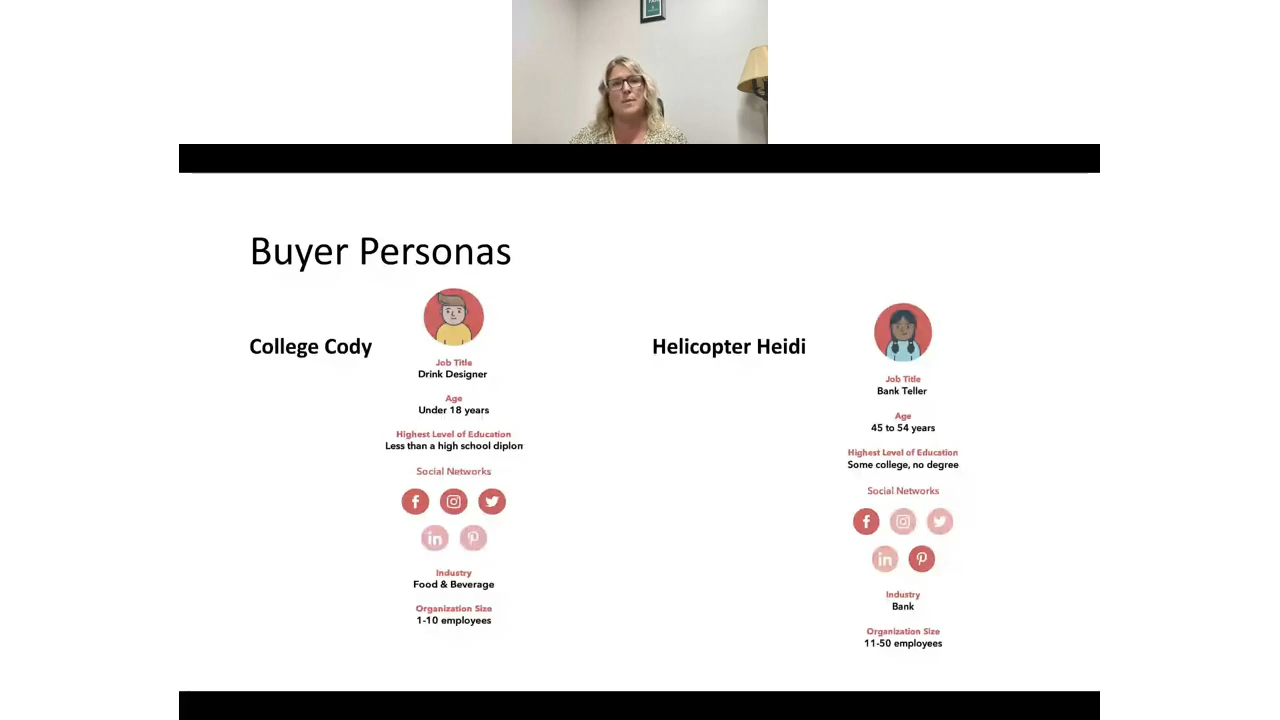 Buyer Personas
College Cody
Job Title
Drink Designer
Age
Under 18 years
Highest Level of Education
Less than a high school diplom
Social Networks
Industry
Food & Beverage
Organization Size
1-10 employees
Helicopter Heidi
Job Title
Bank Teller
Age
45 to 54 years
Highest Level of Education
Some college, no degree
Social Networks
Industry
Bank
Organization Size
11-50 employees